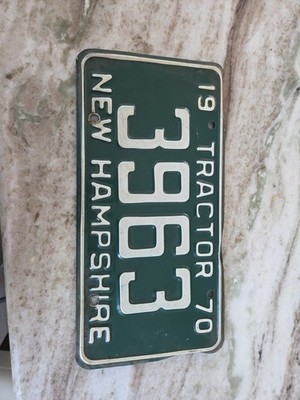 19 TRACTOR 70
3963
NEW HAMPSHIRE